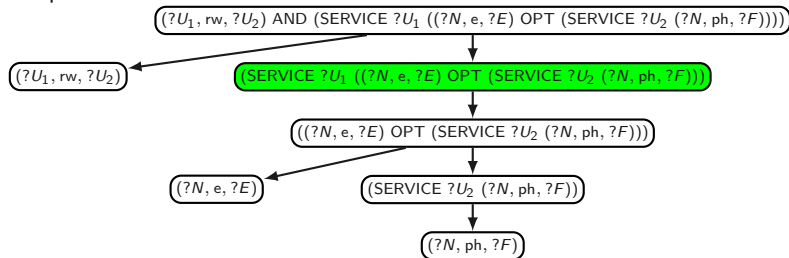 (?U₁, rw, ?U₂) AND (SERVICE ?U₁ ((?N, e, ?E) OPT (SERVICE ?U₂ (?N, ph, ?F))))
(?U₁, rw, ?U₂)
(SERVICE ?U₁ ((?N, e, ?E) OPT (SERVICE ?U₂ (?N, ph, ?F)))
((?N, e, ?E) OPT (SERVICE ?U₂ (?N, ph, ?F)))
(?N, e, ?E)
(SERVICE ?U₂ (?N, ph, ?F))
(?N, ph, ?F)